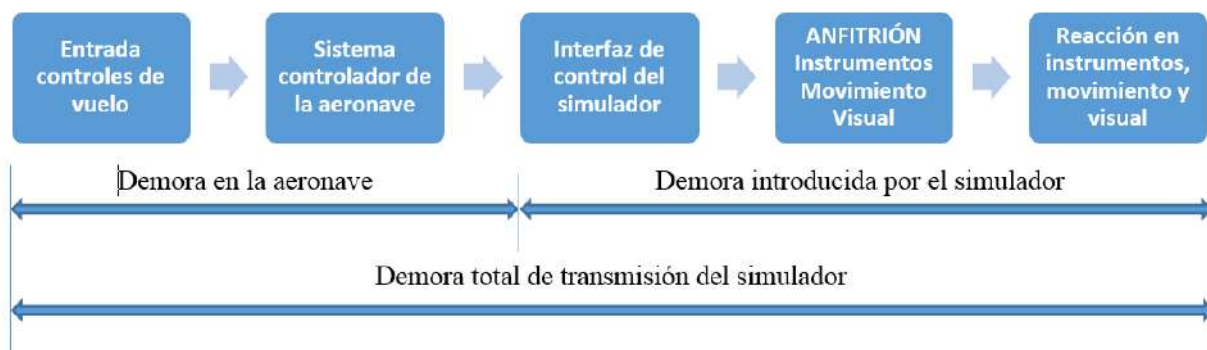 Entrada
controles de
vuelo
Sistema
controlador de
la aeronave
Interfaz de
control del
simulador
ANFITRIÓN
Instrumentos
Movimiento
Visual
Reacción en
instrumentos,
movimiento y
visual
Demora en la aeronave
Demora introducida por el simulador
Demora total de transmisión del simulador